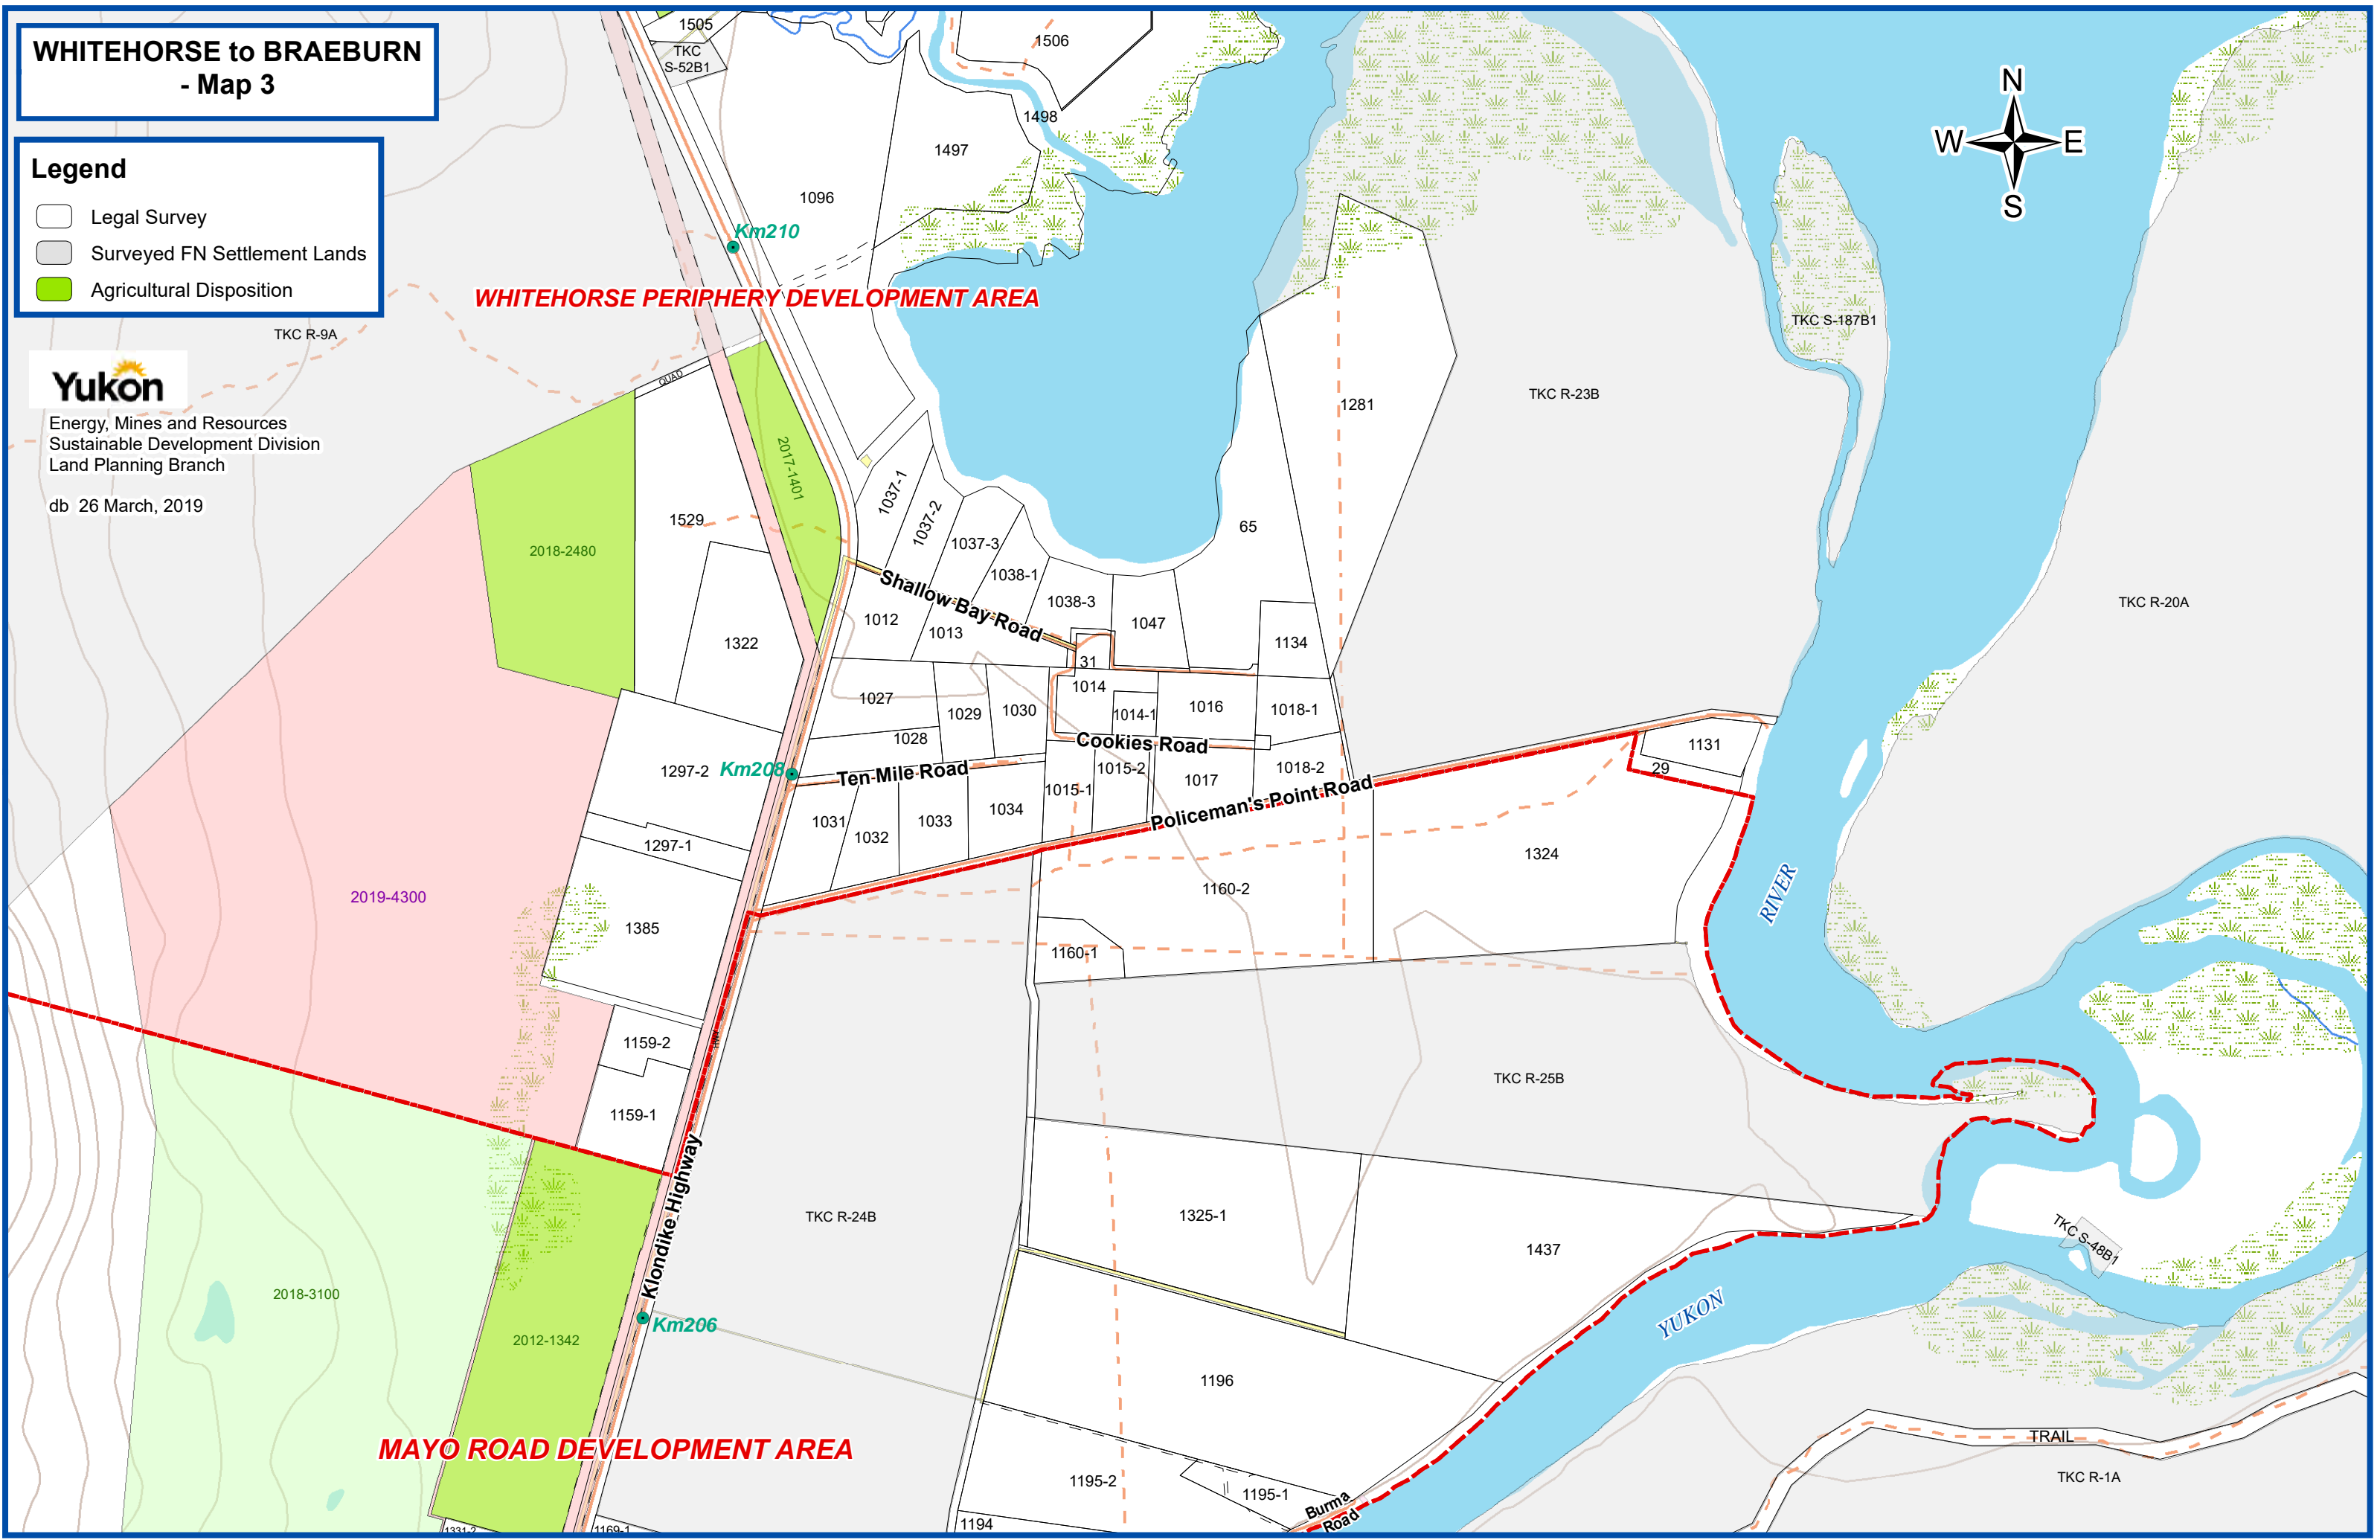 WHITEHORSE to BRAEBURN
- Map 3
Legend
Legal Survey
Surveyed FN Settlement Lands
Agricultural Disposition
Yukon
Energy, Mines and Resources
Sustainable Development Division
Land Planning Branch
db 26 March, 2019
N
W
E
S
1505
TKC
S-52B1
1506
1498
1497
1096
Km210
WHITEHORSE PERIPHERY DEVELOPMENT AREA
TKC R-9A
TKC S-187B1
QUAD
TKC R-23B
1281
2017-1401
1037-1
1037-2
1529
65
2018-2480
1037-3
1038-1
Shallow Bay Road
1038-3
1012
1013
1047
1134
TKC R-20A
1322
31
1014
1027
1029
1030
1014-1
1016
1018-1
1028
Cookies Road
1131
29
1297-2
Km208
Ten Mile Road
1015-2
1017
1018-2
1015-1
Policeman's Point Road
1031
1032
1033
1034
1297-1
1324
1160-2
RIVER
2019-4300
1385
1160-1
1159-2
1159-1
TKC R-25B
Klondike Highway
TKC R-24B
1325-1
1437
TKC S-48B1
2018-3100
2012-1342
Km206
YUKON
1196
MAYO ROAD DEVELOPMENT AREA
TRAIL
TKC R-1A
1195-2
1195-1
Burma
Road
1194
1331-2
1169-1